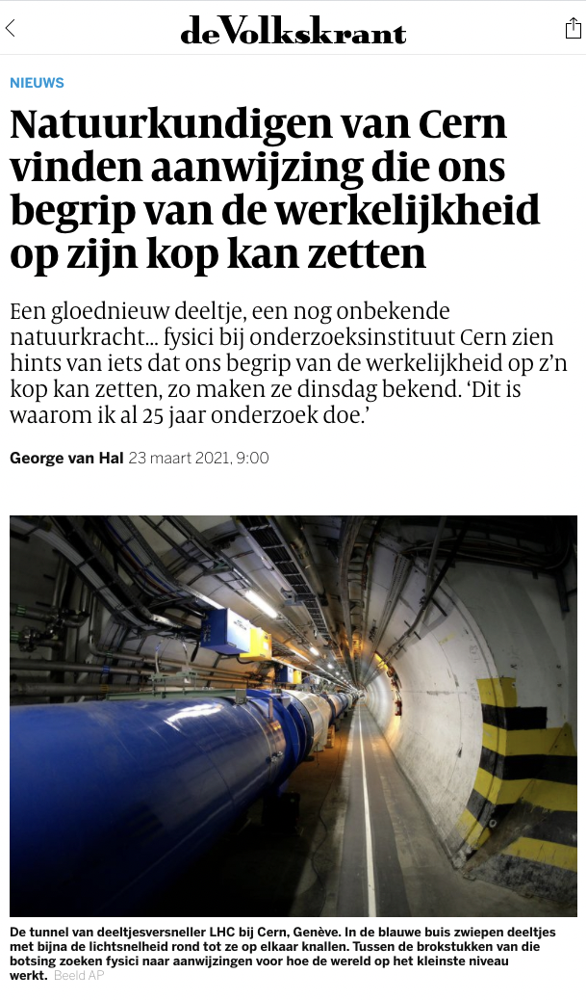 deVolkskrant
NIEUWS
Natuurkundigen van Cern
vinden aanwijzing die ons
begrip van de werkelijkheid
op zijn kop kan zetten
Een gloednieuw deeltje, een nog onbekende
natuurkracht... fysici bij onderzoeksinstituut Cern zien
hints van iets dat ons begrip van de werkelijkheid op z’n
kop kan zetten, zo maken ze dinsdag bekend. ‘Dit is
waarom ik al 25 jaar onderzoek doe.’
George van Hal 23 maart 2021, 9:00
De tunnel van deeltjesversneller LHC bij Cern, Genève. In de blauwe buis zwiepen deeltjes
met bijna de lichtsnelheid rond tot ze op elkaar knallen. Tussen de brokstukken van die
botsing zoeken fysici naar aanwijzingen voor hoe de wereld op het kleinste niveau
werkt. Beeld AP